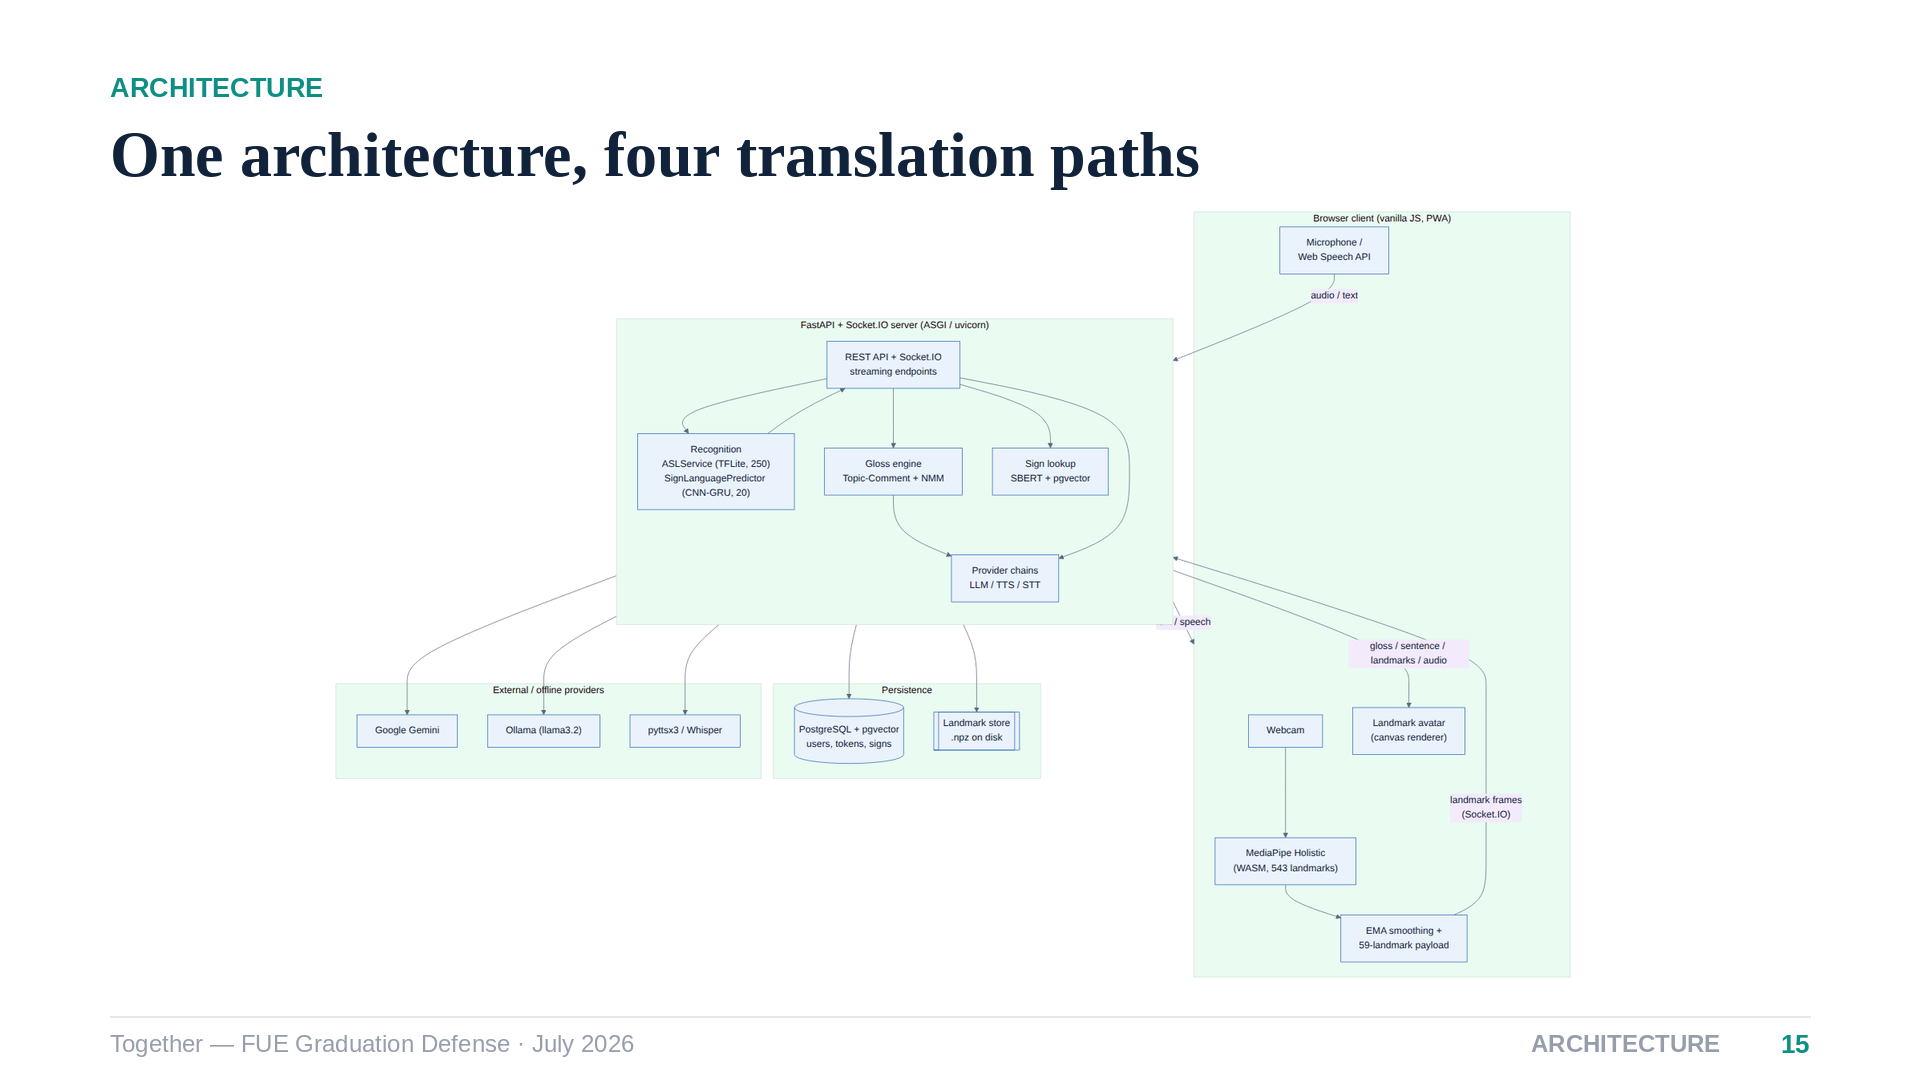 ARCHITECTURE
One architecture, four translation paths
Browser client (vanilla JS, PWA)
Microphone /
Web Speech API
audio / text
FastAPI + Socket.IO server (ASGI / uvicorn)
REST API + Socket.IO
streaming endpoints
Recognition
ASLService (TFLite, 250)
SignLanguagePredictor
(CNN-GRU, 20)
Gloss engine
Topic-Comment + NMM
Sign lookup
SBERT + pgvector
Provider chains
LLM / TTS / STT
/ speech
gloss / sentence /
landmarks / audio
External / offline providers
Google Gemini
Ollama (llama3.2)
pyttsx3 / Whisper
Persistence
PostgreSQL + pgvector
users, tokens, signs
Landmark store
.npz on disk
Webcam
Landmark avatar
(canvas renderer)
landmark frames
(Socket.IO)
MediaPipe Holistic
(WASM, 543 landmarks)
EMA smoothing +
59-landmark payload
Together — FUE Graduation Defense · July 2026
ARCHITECTURE
15